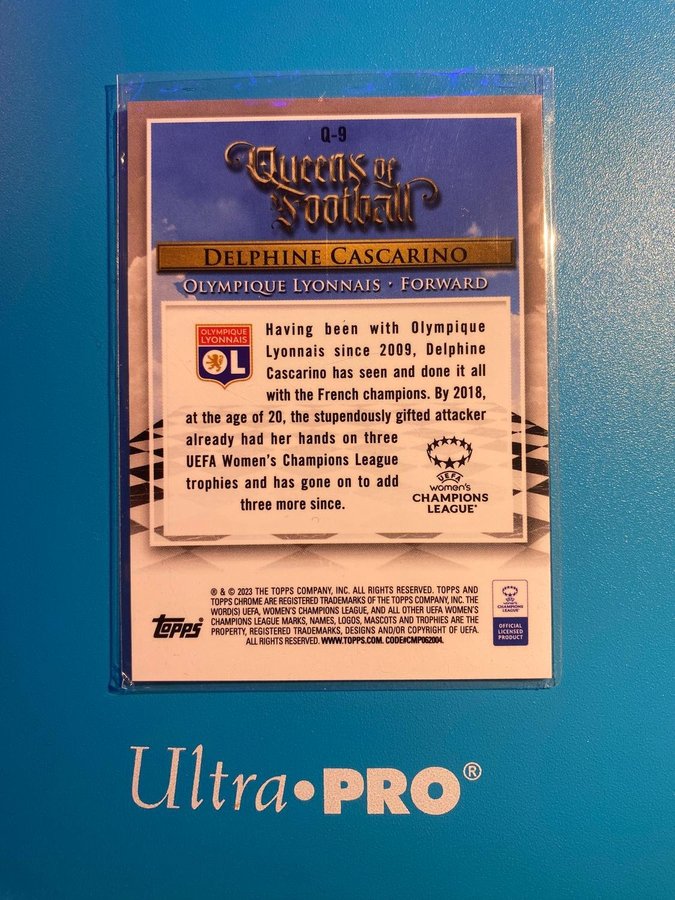 Q-9
Queens of
Football
DELPHINE CASCARINO
OLYMPIQUE LYONNAIS • FORWARD
OLYMPIQUE
LYONNAIS
OL
Having been with Olympique
Lyonnais since 2009, Delphine
Cascarino has seen and done it all
with the French champions. By 2018,
at the age of 20, the stupendously gifted attacker
already had her hands on three
UEFA Women's Champions League
trophies and has gone on to add
three more since.
UEFA
women's
CHAMPIONS
LEAGUE
® & © 2023 THE TOPPS COMPANY, INC. ALL RIGHTS RESERVED. TOPPS AND
TOPPS CHROME ARE REGISTERED TRADEMARKS OF THE TOPPS COMPANY, INC. THE
WORD(S) UEFA, WOMEN'S CHAMPIONS LEAGUE, AND ALL OTHER UEFA WOMEN'S
CHAMPIONS LEAGUE MARKS, NAMES, LOGOS, MASCOTS AND TROPHIES ARE THE
PROPERTY, REGISTERED TRADEMARKS, DESIGNS AND/OR COPYRIGHT OF UEFA.
ALL RIGHTS RESERVED. WWW.TOPPS.COM. CODE#CMP062004.
Topps
CHAMPIONS
LEAGUE
OFFICIAL
LICENSED
PRODUCT
Ultra•PRO®